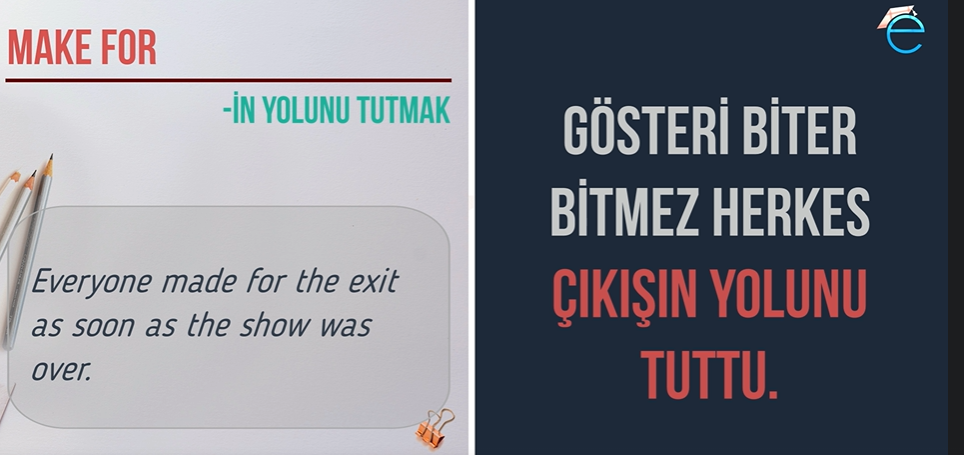 MAKE FOR
-İN YOLUNU TUTMAK
Everyone made for the exit
as soon as the show was
over.
GÖSTERİ BİTER
BİTMEZ HERKES
ÇIKIŞIN YOLUNU
TUTTU.